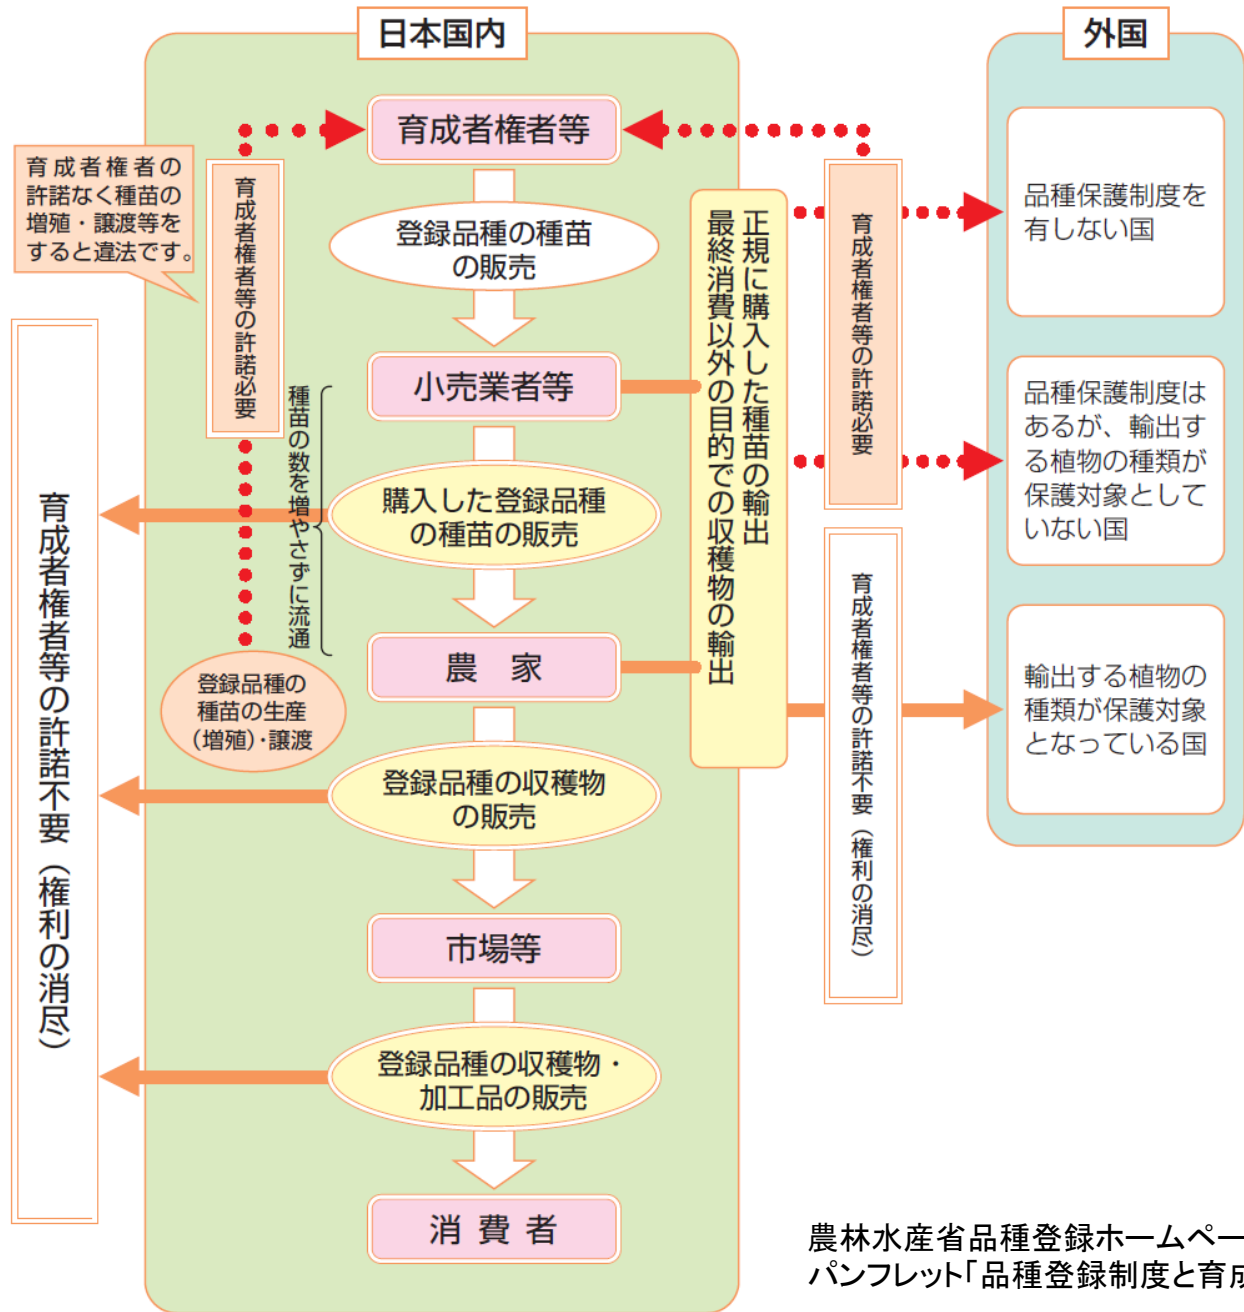 日本国内
外国
育成者権者等
育成者権者の
許諾なく種苗の
増殖・譲渡等を
すると違法です。
育成者権者等の許諾必要
登録品種の種苗
の販売
正規に購入した種苗の輸出
最終消費以外の目的での収穫物の輸出
育成者権者等の許諾必要
品種保護制度を
有しない国
小売業者等
種苗の数を増やさずに流通
品種保護制度は
あるが、輸出す
る植物の種類が
保護対象として
いない国
購入した登録品種
の種苗の販売
育成者権者等の許諾不要（権利の消尽）
育成者権者等の許諾不要（権利の消尽）
農　家
登録品種の
種苗の生産
（増殖）・譲渡
輸出する植物の
種類が保護対象
となっている国
登録品種の収穫物
の販売
市場等
登録品種の収穫物・
加工品の販売
消 費 者
農林水産省品種登録ホームペー
パンフレット「品種登録制度と育成